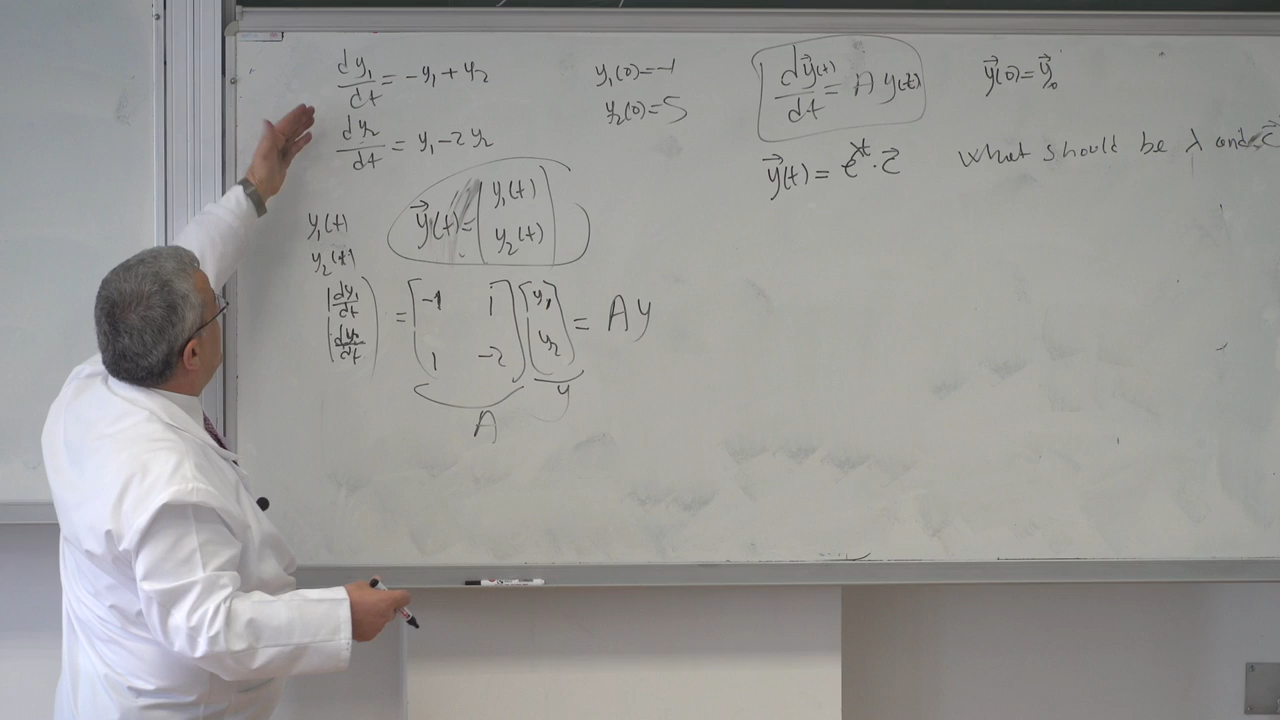 dy₁/dt = -y₁ + y₂
dy₂/dt = y₁ - 2y₂
y₁(0) = -1
y₂(0) = 5
y₁(t)
y₂(t)
y⃗(t) = (y₁(t)
y₂(t))
(dy₁/dt
dy₂/dt) = [-1 1
1 -2] [y₁
y₂] = Ay
A
y
dy⃗(t)/dt = A y(t)
y⃗(0) = y⃗₀
y⃗(t) = e^λt · c⃗
What should be λ and c⃗